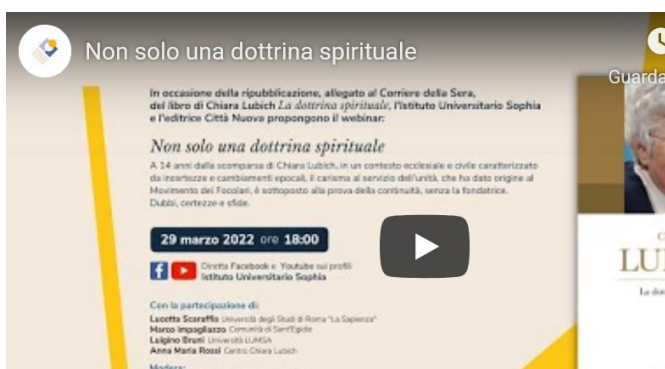 Non solo una dottrina spirituale
Guarda
In occasione della ripubblicazione, allegato al Corriere della Sera,
del libro di Chiara Lubich La dottrina spirituale, l'Istituto Universitario Sophia
e l'editrice Città Nuova propongono il webinar:
Non solo una dottrina spirituale
A 14 anni dalla scomparsa di Chiara Lubich, in un contesto ecclesiale e civile caratterizzato
da incertezze e cambiamenti epocali, il carisma al servizio dell'unità, che ha dato origine al
Movimento dei Focolari, è sottoposto alla prova della continuità, senza la fondatrice.
Dubbi, certezze e sfide.
29 marzo 2022 ore 18:00
Diretta Facebook e Youtube sui profili
Istituto Universitario Sophia
Con la partecipazione di:
Lucetta Scaraffia Università degli Studi di Roma "La Sapienza"
Marco Impagliazzo Comunità di Sant'Egidio
Luigino Bruni Università LUMSA
Anna Maria Rossi Centro Chiara Lubich
Modera:
C
LU
La do